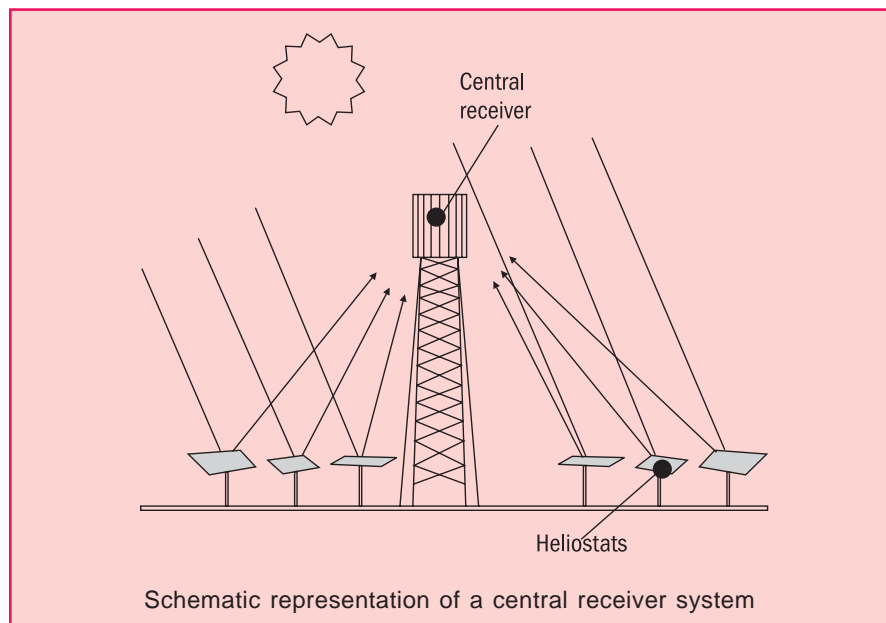 Central
receiver
Heliostats
Schematic representation of a central receiver system